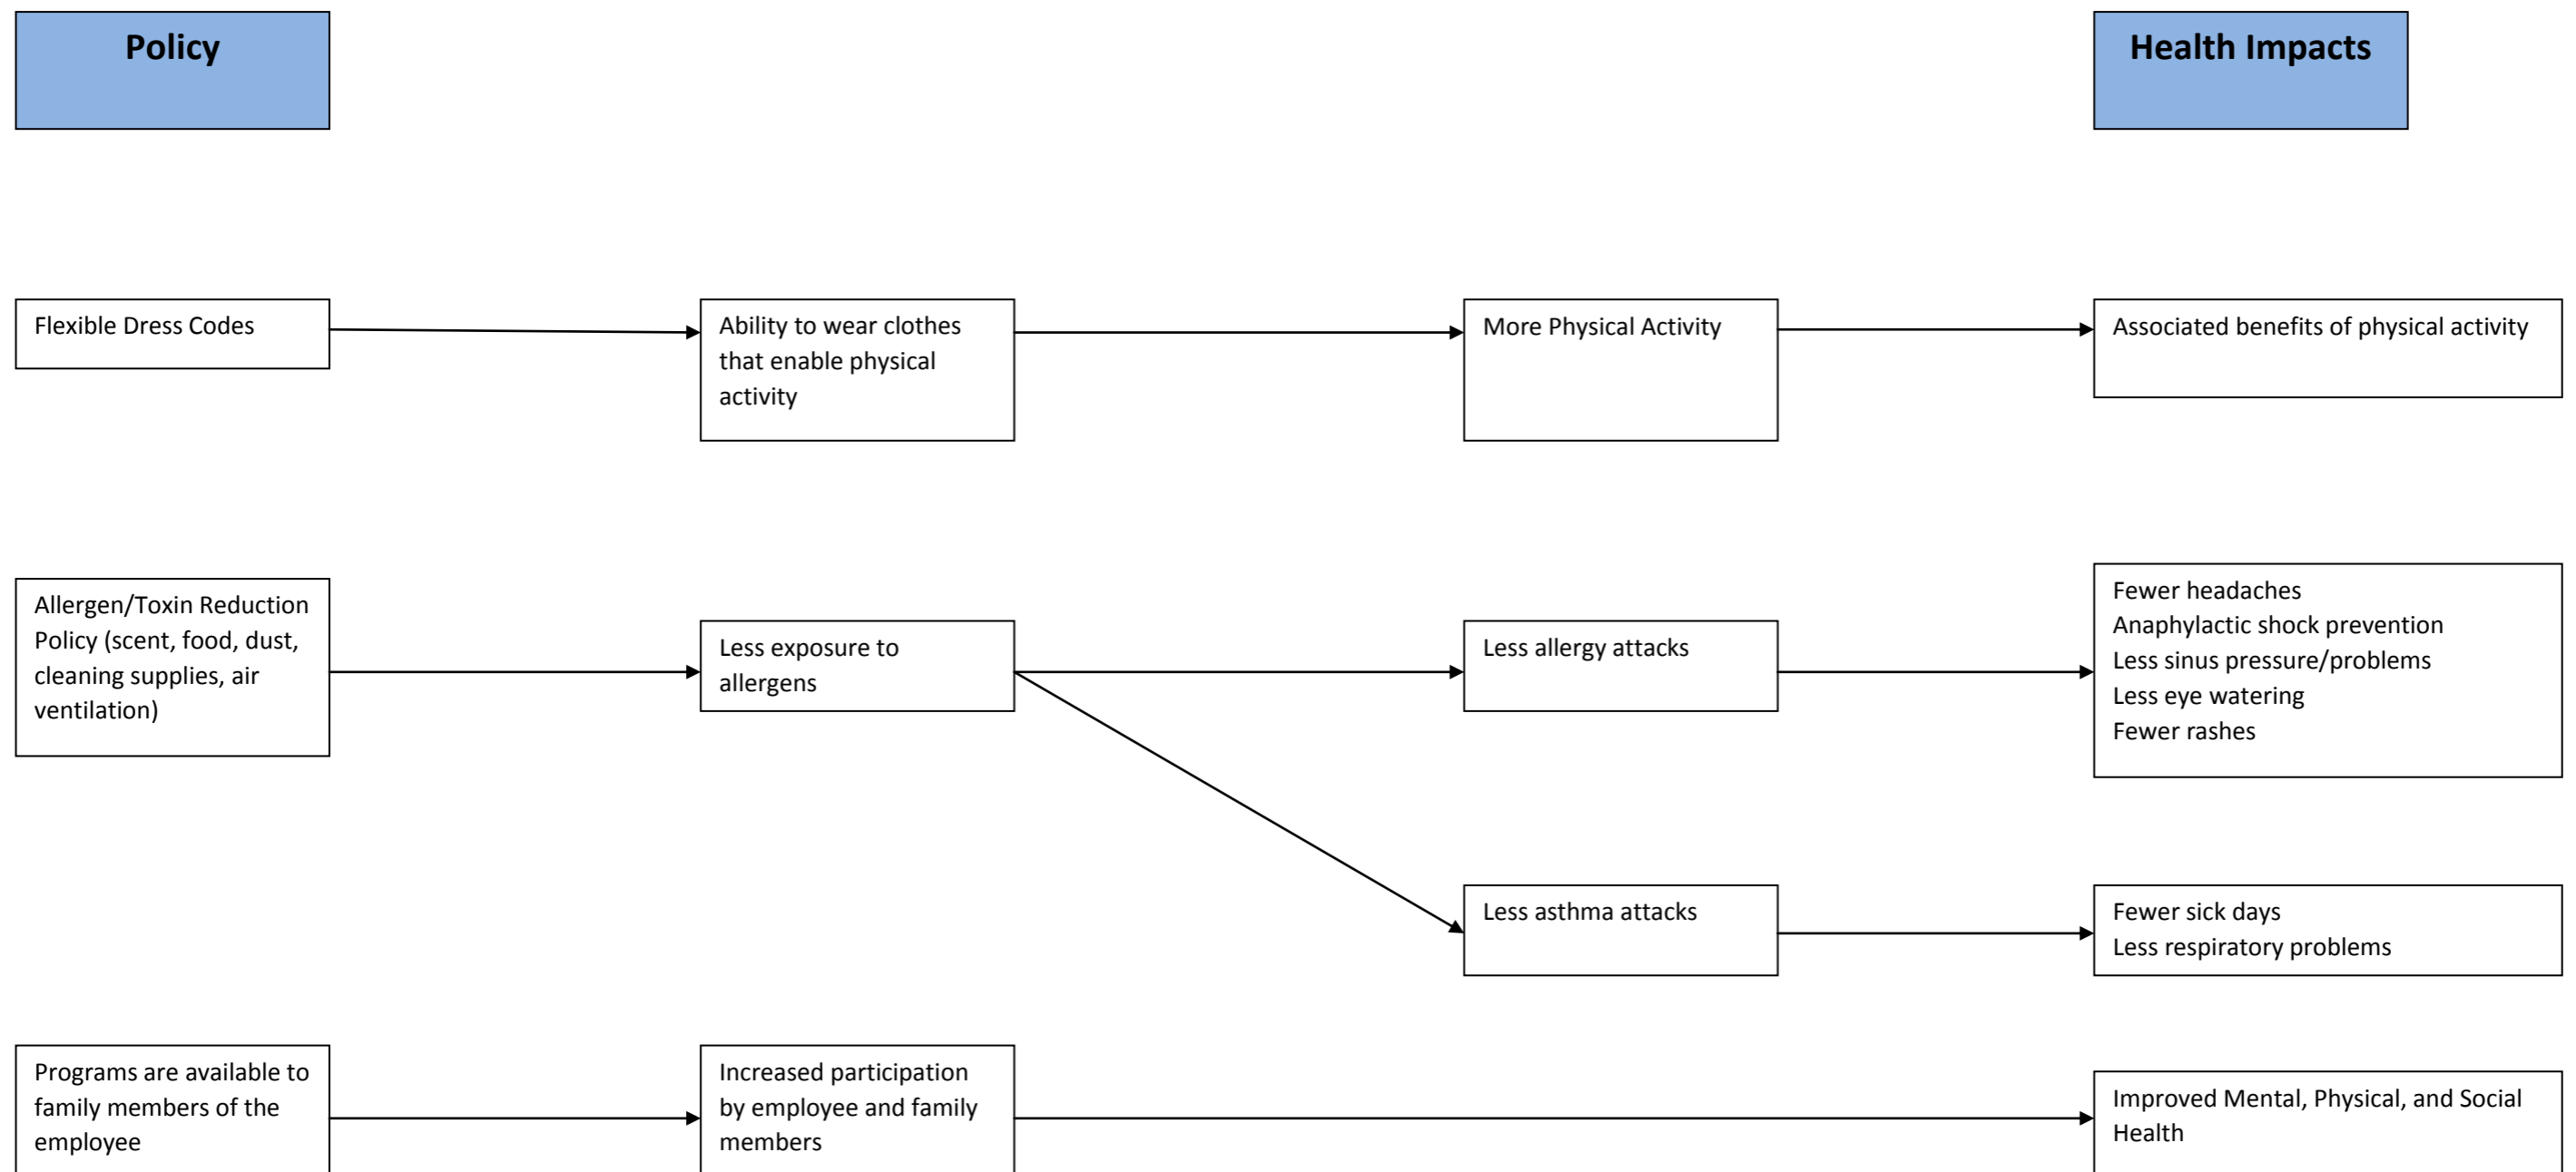 Policy
Health Impacts
Flexible Dress Codes
Ability to wear clothes
that enable physical
activity
More Physical Activity
Associated benefits of physical activity
Allergen/Toxin Reduction
Policy (scent, food, dust,
cleaning supplies, air
ventilation)
Less exposure to
allergens
Less allergy attacks
Fewer headaches
Anaphylactic shock prevention
Less sinus pressure/problems
Less eye watering
Fewer rashes
Less asthma attacks
Fewer sick days
Less respiratory problems
Programs are available to
family members of the
employee
Increased participation
by employee and family
members
Improved Mental, Physical, and Social
Health